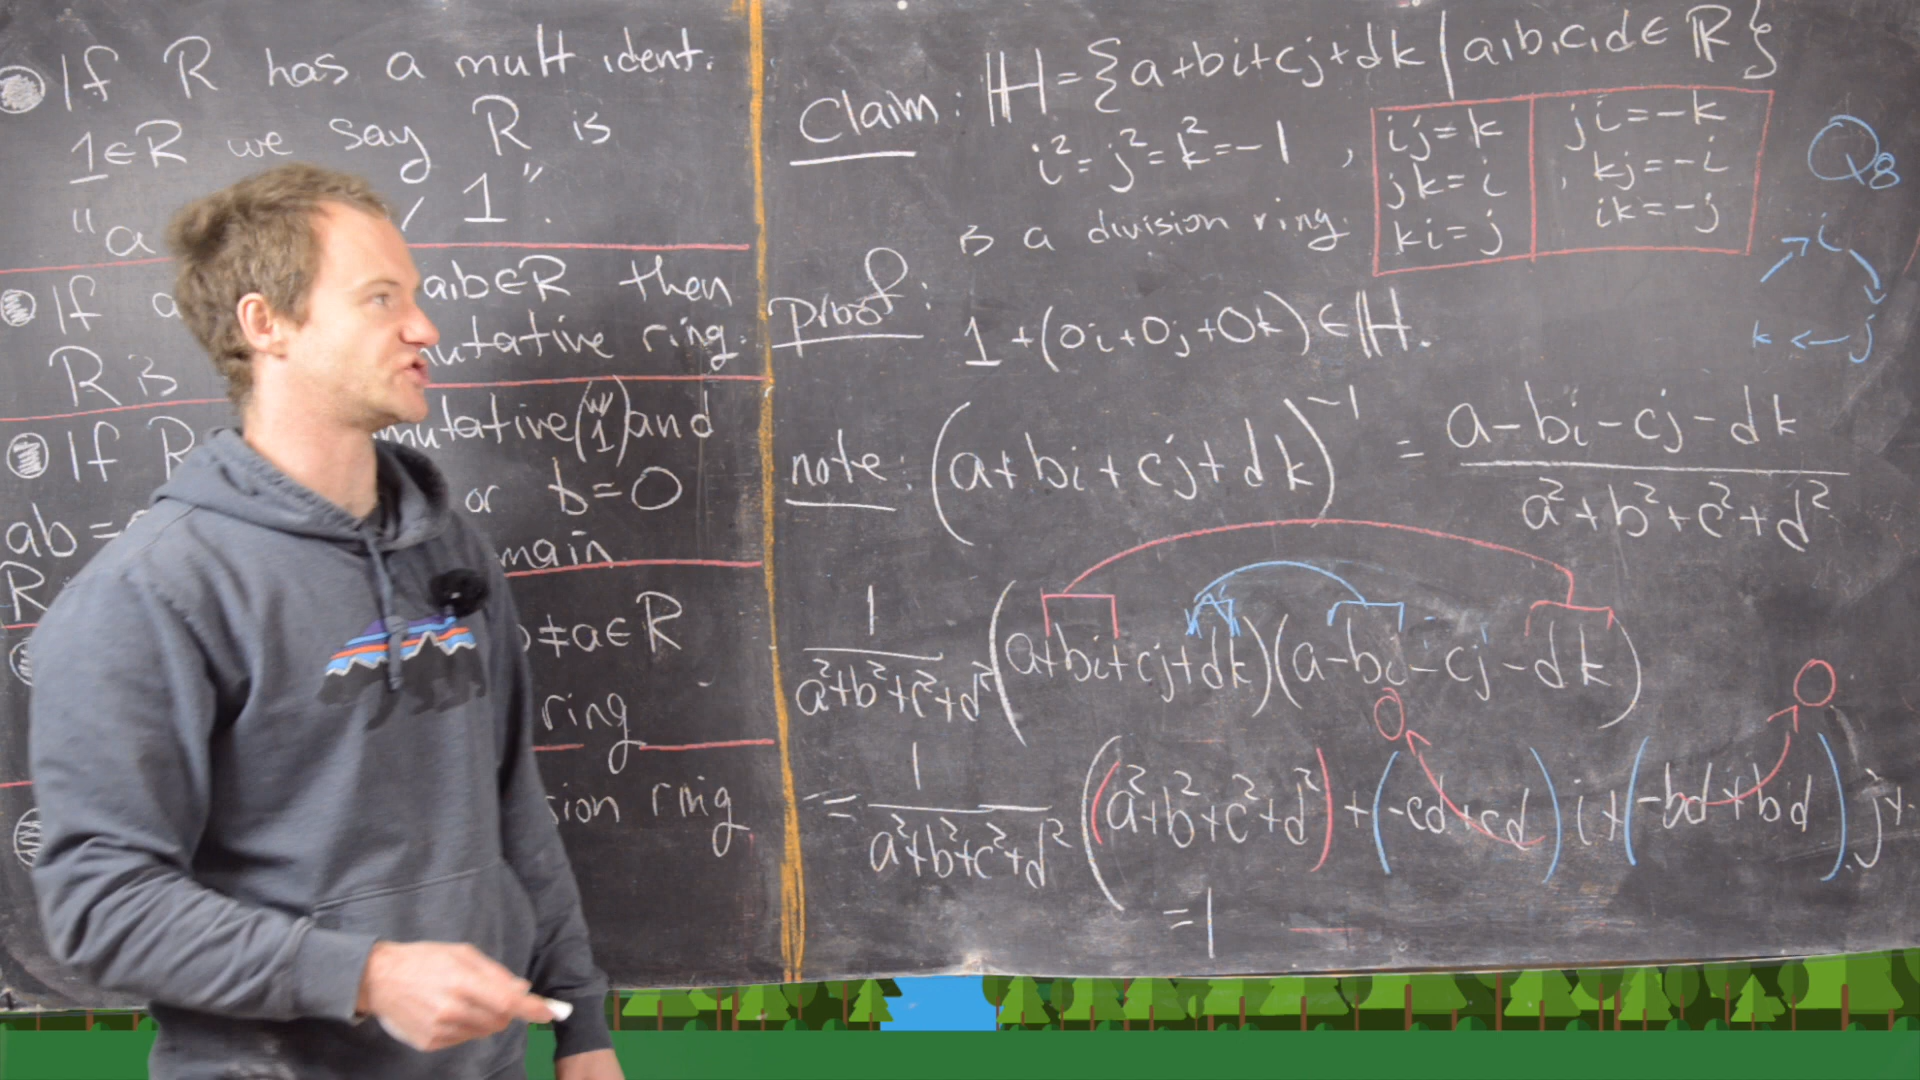 If R has a mult ident.
1∈R we say R is
"a / 1".
If a a,b∈R then
R is mutative ring.
If R mutative (w/ 1) and
ab = or b=0
R main
≠a∈R
ring
sion ring
Claim: ℍ={a+bi+cj+dk | a,b,c,d∈ℝ}
i²=j²=k²=-1,
ij=k
jk=i
ki=j
, ji=-k
kj=-i
ik=-j
is a division ring.
Q₈
i
k ← j
Proof: 1+(0i+0j+0k)∈ℍ.
note: (a+bi+cj+dk)⁻¹ = a-bi-cj-dk
a²+b²+c²+d²
1
a²+b²+c²+d² ((a+bi+cj+dk)(a-bi-cj-dk))
0 0
= 1
a²+b²+c²+d² ((a²+b²+c²+d²)+(-cd+cd)i+(-bd+bd)j+
=1